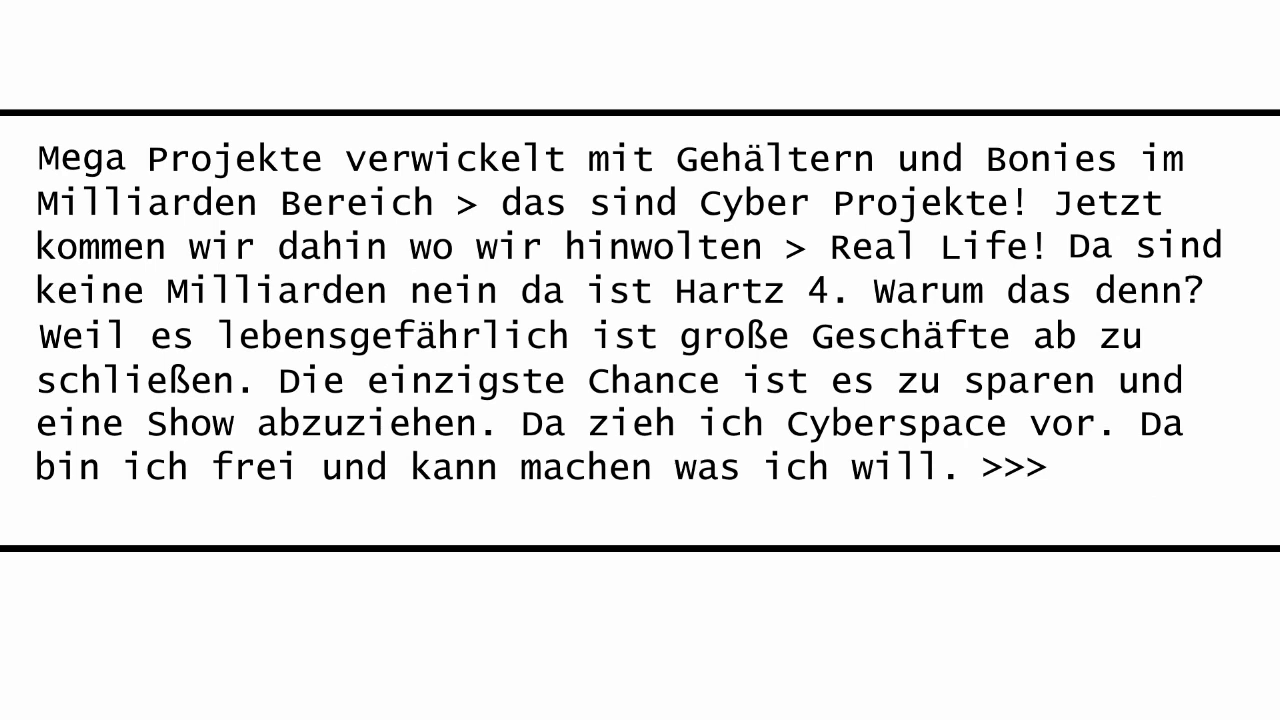 Mega Projekte verwickelt mit Gehältern und Bonies im
Milliarden Bereich > das sind Cyber Projekte! Jetzt
kommen wir dahin wo wir hinwolten > Real Life! Da sind
keine Milliarden nein da ist Hartz 4. Warum das denn?
Weil es lebensgefährlich ist große Geschäfte ab zu
schließen. Die einzigste Chance ist es zu sparen und
eine Show abzuziehen. Da zieh ich Cyberspace vor. Da
bin ich frei und kann machen was ich will. >>>